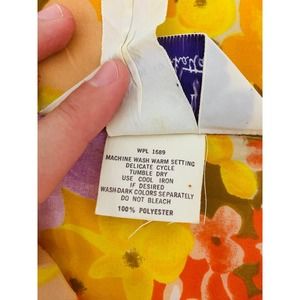 WPL 1689
MACHINE WASH WARM SETTING
DELICATE CYCLE
TUMBLE DRY
USE COOL IRON
IF DESIRED
WASH DARK COLORS SEPARATELY
DO NOT BLEACH
100% POLYESTER